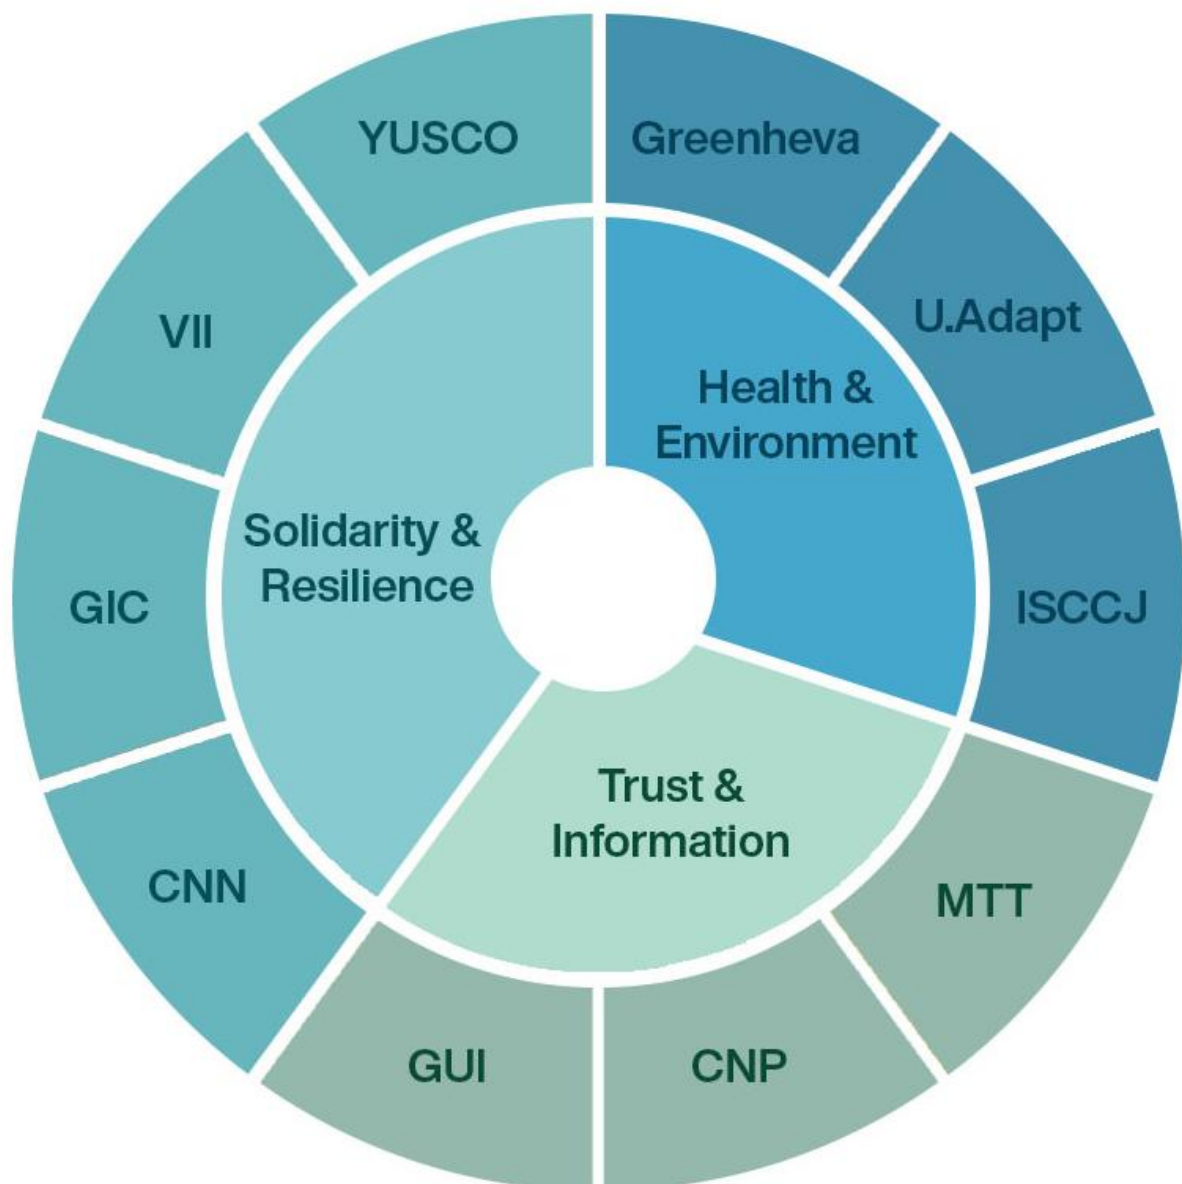 YUSCO
Greenheva
VII
U.Adapt
Health &
Environment
Solidarity &
Resilience
GIC
ISCCJ
Trust &
Information
CNN
MTT
GUI
CNP